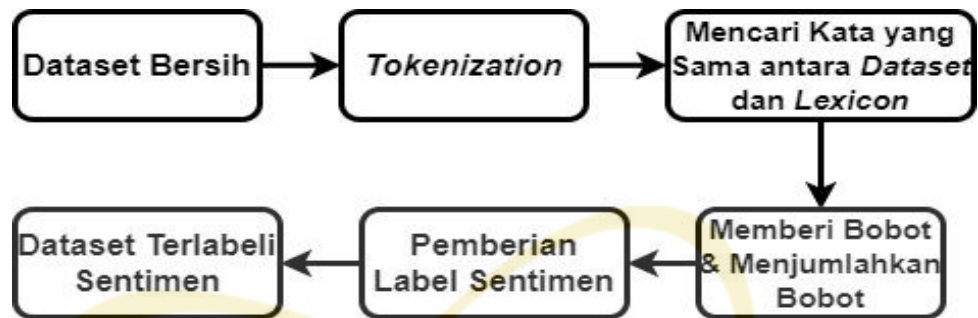 Dataset Bersih
Tokenization
Mencari Kata yang
Sama antara Dataset
dan Lexicon
Memberi Bobot
& Menjumlahkan
Bobot
Pemberian
Label Sentimen
Dataset Terlabeli
Sentimen